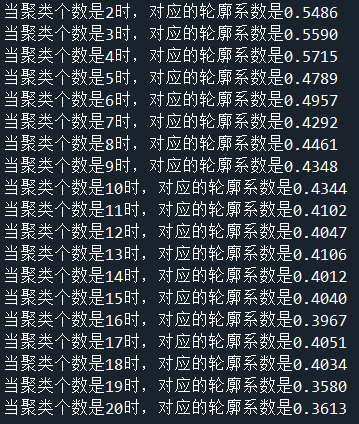 当聚类个数是2时，对应的轮廓系数是0.5486
当聚类个数是3时，对应的轮廓系数是0.5590
当聚类个数是4时，对应的轮廓系数是0.5715
当聚类个数是5时，对应的轮廓系数是0.4789
当聚类个数是6时，对应的轮廓系数是0.4957
当聚类个数是7时，对应的轮廓系数是0.4292
当聚类个数是8时，对应的轮廓系数是0.4461
当聚类个数是9时，对应的轮廓系数是0.4348
当聚类个数是10时，对应的轮廓系数是0.4344
当聚类个数是11时，对应的轮廓系数是0.4102
当聚类个数是12时，对应的轮廓系数是0.4047
当聚类个数是13时，对应的轮廓系数是0.4106
当聚类个数是14时，对应的轮廓系数是0.4012
当聚类个数是15时，对应的轮廓系数是0.4040
当聚类个数是16时，对应的轮廓系数是0.3967
当聚类个数是17时，对应的轮廓系数是0.4051
当聚类个数是18时，对应的轮廓系数是0.4034
当聚类个数是19时，对应的轮廓系数是0.3580
当聚类个数是20时，对应的轮廓系数是0.3613